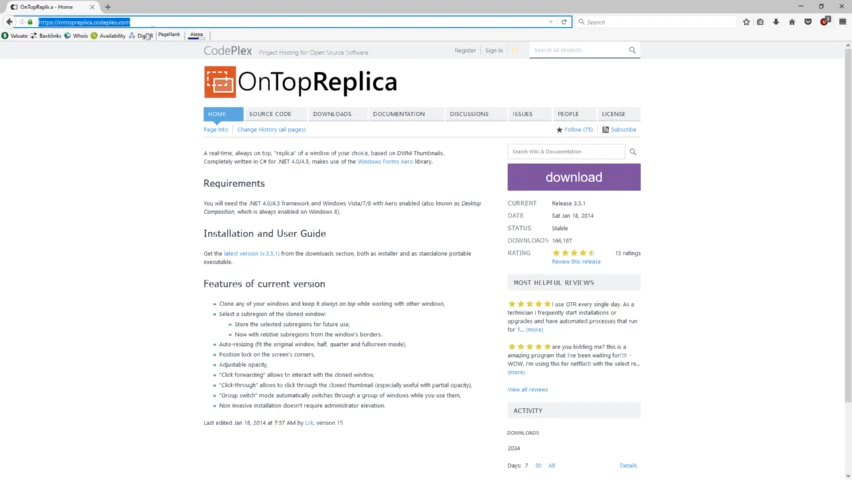 OnTopReplica - Home
https://ontopreplica.codeplex.com
Search
Valuate
Backlinks
Whois
Availability
PageRank
Alexa
CodePlex Project Hosting for Open Source Software
Register
Sign In
Search all projects
OnTopReplica
HOME
SOURCE CODE
DOWNLOADS
DOCUMENTATION
DISCUSSIONS
ISSUES
PEOPLE
LICENSE
Page Info
Change History (all pages)
Follow (75)
Subscribe
A real-time, always on top, "replica" of a window of your choice, based on DWM Thumbnails.
Completely written in C# for .NET 4.0/4.5, makes use of the Windows Forms Aero library.
Requirements
You will need the .NET 4.0/4.5 framework and Windows Vista/7/8 with Aero enabled (also known as Desktop
Composition, which is always enabled on Windows 8).
Installation and User Guide
Get the latest version (v.3.5.1) from the downloads section, both as installer and as standalone portable
executable.
Features of current version
Clone any of your windows and keep it always on top while working with other windows,
Select a subregion of the cloned window:
Store the selected subregions for future use,
Now with relative subregions from the window's borders.
Auto-resizing (fit the original window, half, quarter and fullscreen mode),
Position lock on the screen's corners,
Adjustable opacity,
"Click forwarding" allows to interact with the cloned window,
"Click-through" allows to click through the cloned thumbnail (especially useful with partial opacity),
"Group switch" mode automatically switches through a group of windows while you use them,
Non invasive installation doesn't require administrator elevation.
Last edited Jan 18, 2014 at 7:37 AM by Lck, version 15
Search Wiki & Documentation
download
CURRENT Release 3.5.1
DATE Sat Jan 18, 2014
STATUS Stable
DOWNLOADS 166,187
RATING 15 ratings
Review this release
MOST HELPFUL REVIEWS
I use OTR every single day. As a
technician I frequently start installations or
upgrades and have automated processes that run
for 1... (more)
are you kidding me? this is a
amazing program that i've been waiting for!!!! -
WOW. i'm using this for netflix!!! with the select re...
(more)
View all reviews
ACTIVITY
DOWNLOADS
2034
Days: 7 30 All
Details